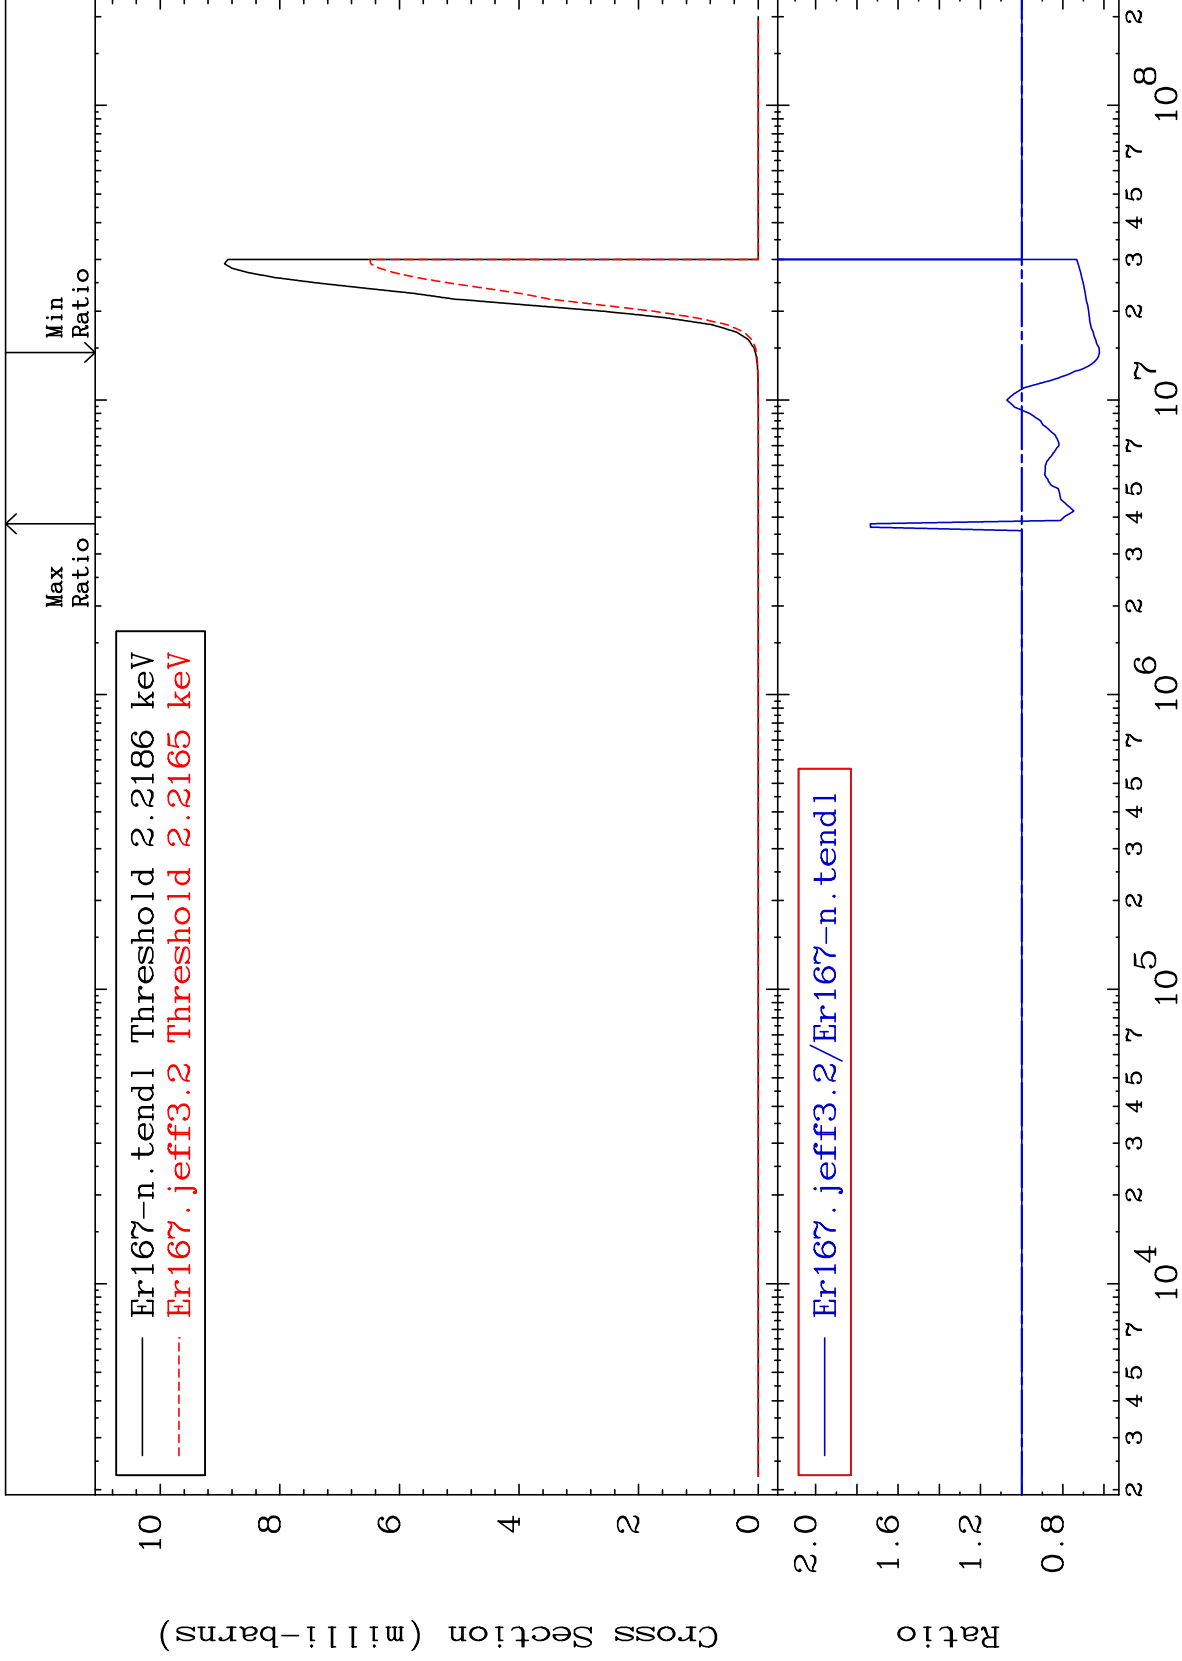 Max
Ratio
Min
Ratio
Er167-n.tendl Threshold 2.2186 keV
Er167.jeff3.2 Threshold 2.2165 keV
10
8
6
4
2
0
Cross Section (milli-barns)
Er167.jeff3.2/Er167-n.tendl
2.0
1.6
1.2
0.8
Ratio
2 3 4 5 7 10^4 2 3 4 5 7 10^5 2 3 4 5 7 10^6 2 3 4 5 7 10^7 2 3 4 5 7 10^8 2